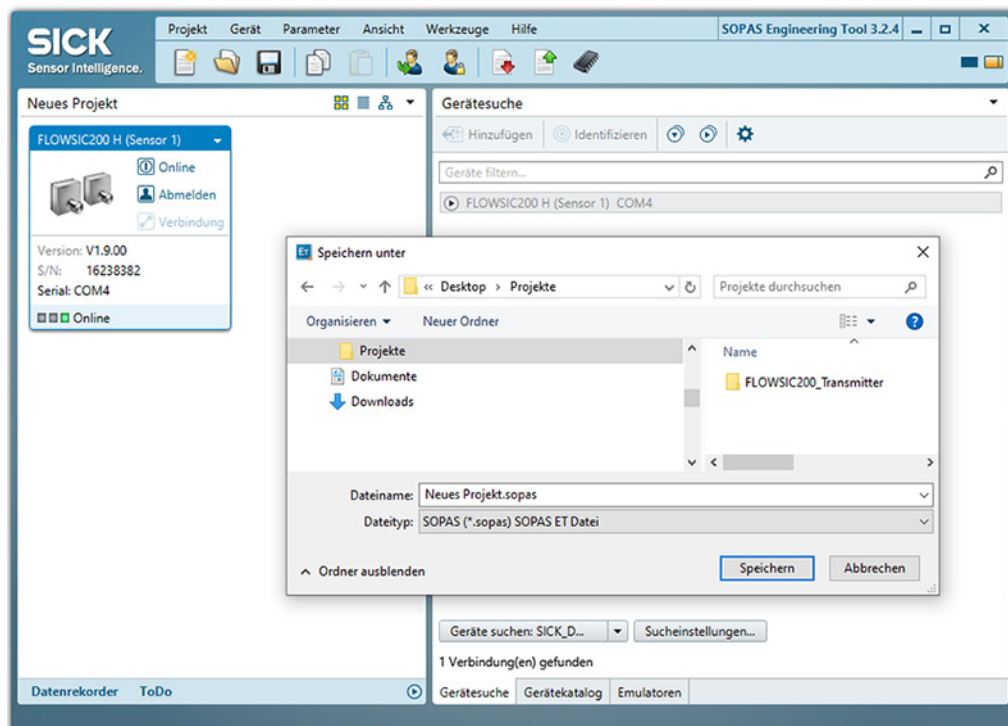 SICK
Sensor Intelligence.
Projekt Gerät Parameter Ansicht Werkzeuge Hilfe
SOPAS Engineering Tool 3.2.4
Neues Projekt
FLOWSIC200 H (Sensor 1)
Online
Abmelden
Verbindung
Version: V1.9.00
S/N: 16238382
Serial: COM4
Online
Gerätesuche
Hinzufügen Identifizieren
Geräte filtern...
FLOWSIC200 H (Sensor 1) COM4
ET Speichern unter
« Desktop > Projekte
Projekte durchsuchen
Organisieren Neuer Ordner
Projekte
Dokumente
Downloads
Name
FLOWSIC200_Transmitter
Dateiname: Neues Projekt.sopas
Dateityp: SOPAS (*.sopas) SOPAS ET Datei
Ordner ausblenden
Speichern Abbrechen
Geräte suchen: SICK_D... Sucheinstellungen...
1 Verbindung(en) gefunden
Datenrekorder ToDo
Gerätesuche Gerätekatalog Emulatoren